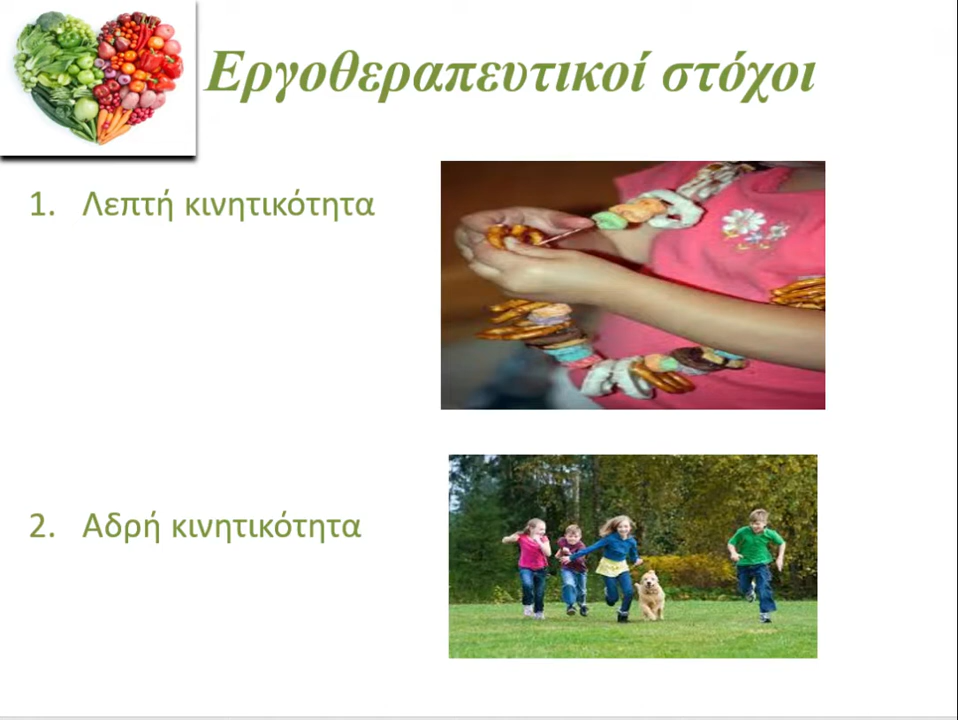 Εργοθεραπευτικοί στόχοι
1. Λεπτή κινητικότητα
2. Αδρή κινητικότητα